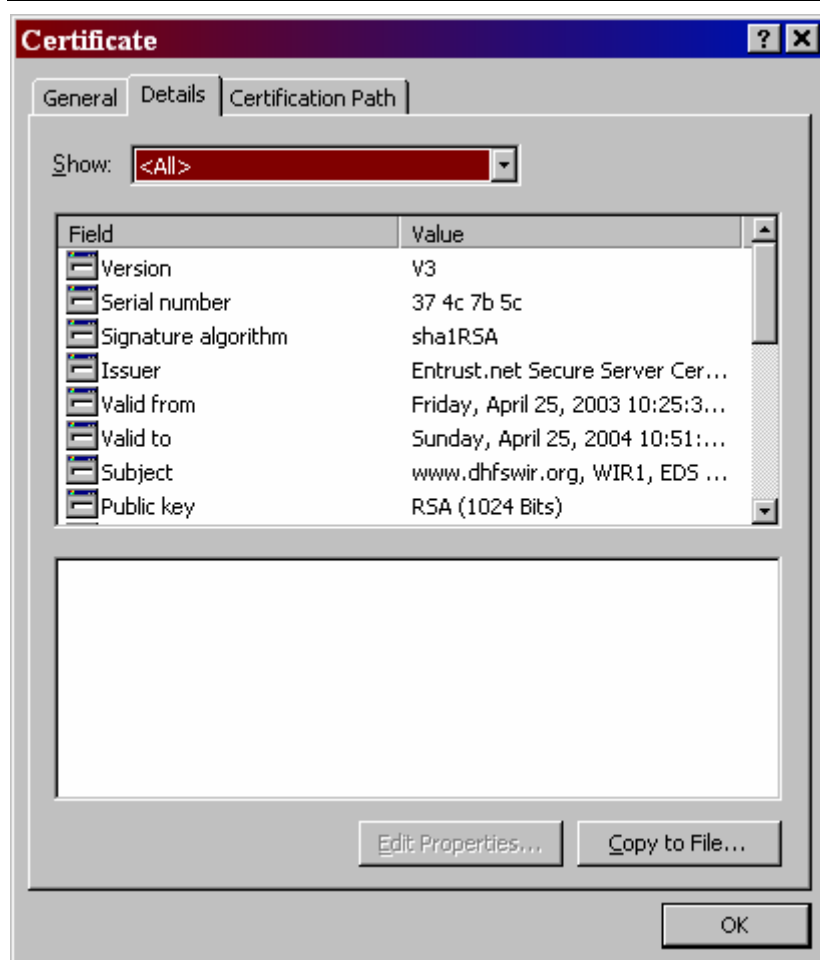 Certificate
General Details Certification Path
Show: <All>
Field Value
Version V3
Serial number 37 4c 7b 5c
Signature algorithm sha1RSA
Issuer Entrust.net Secure Server Cer...
Valid from Friday, April 25, 2003 10:25:3...
Valid to Sunday, April 25, 2004 10:51:...
Subject www.dhfswir.org, WIR1, EDS ...
Public key RSA (1024 Bits)
Edit Properties... Copy to File...
OK